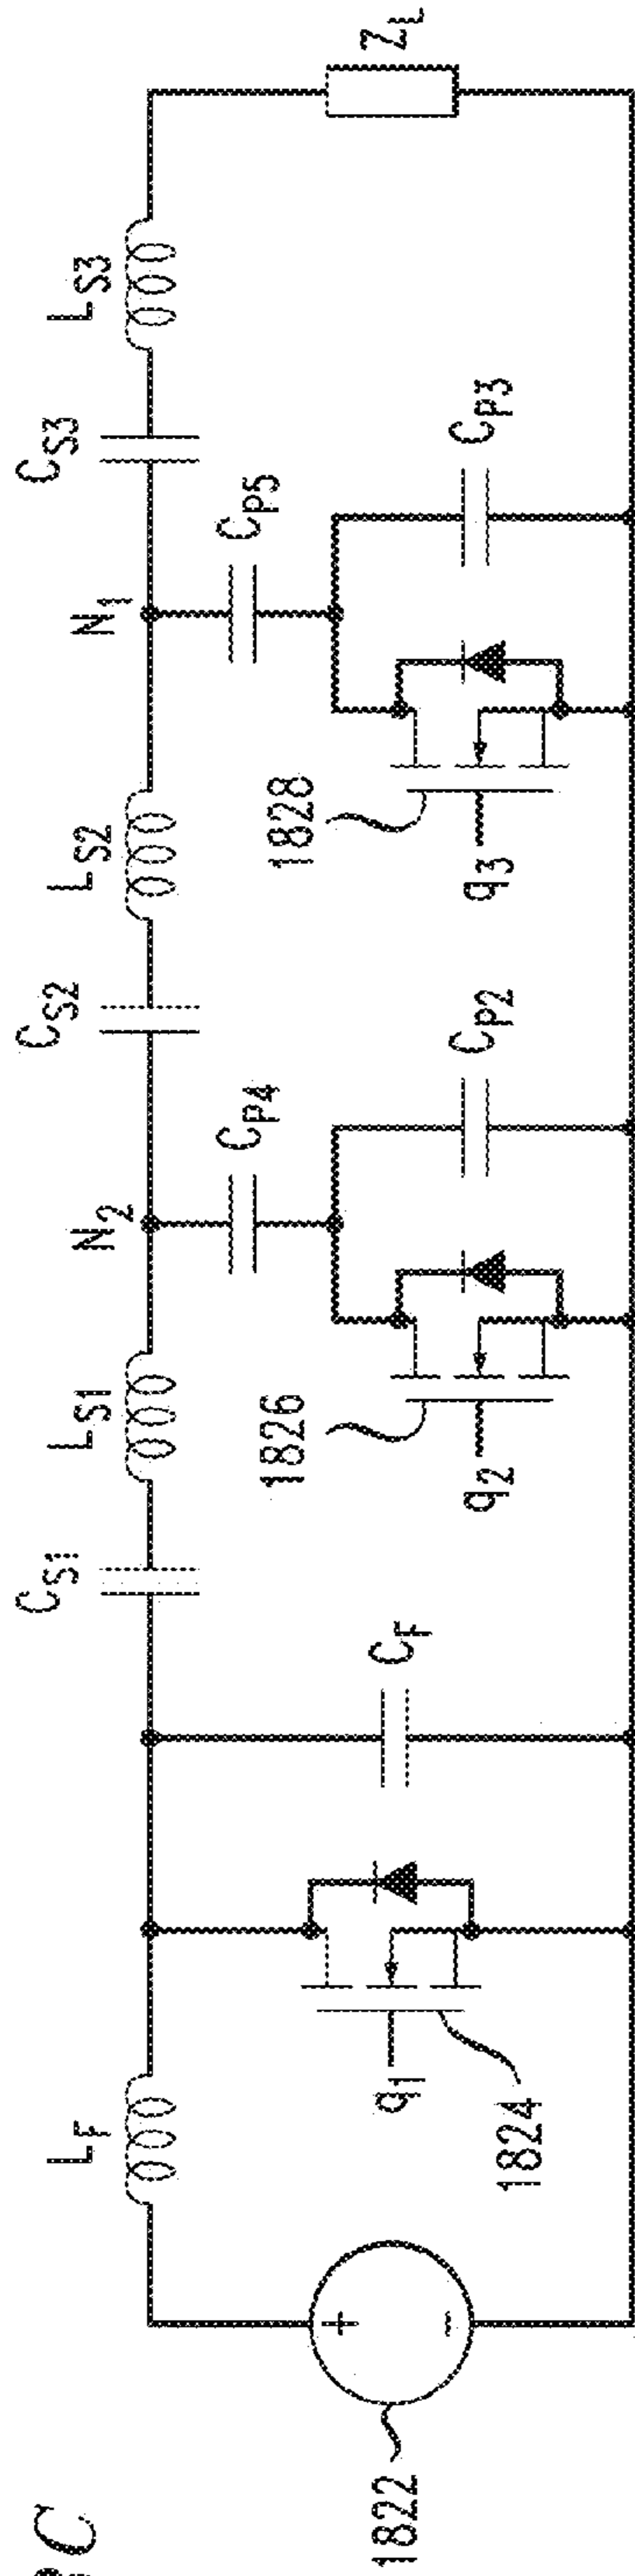 C
1822
L_F
q_1
1824
C_F
C_S1
L_S1
N_2
C_P4
1826
q_2
C_P2
C_S2
L_S2
N_1
C_P5
1828
q_3
C_P3
C_S3
L_S3
Z_L
+
-